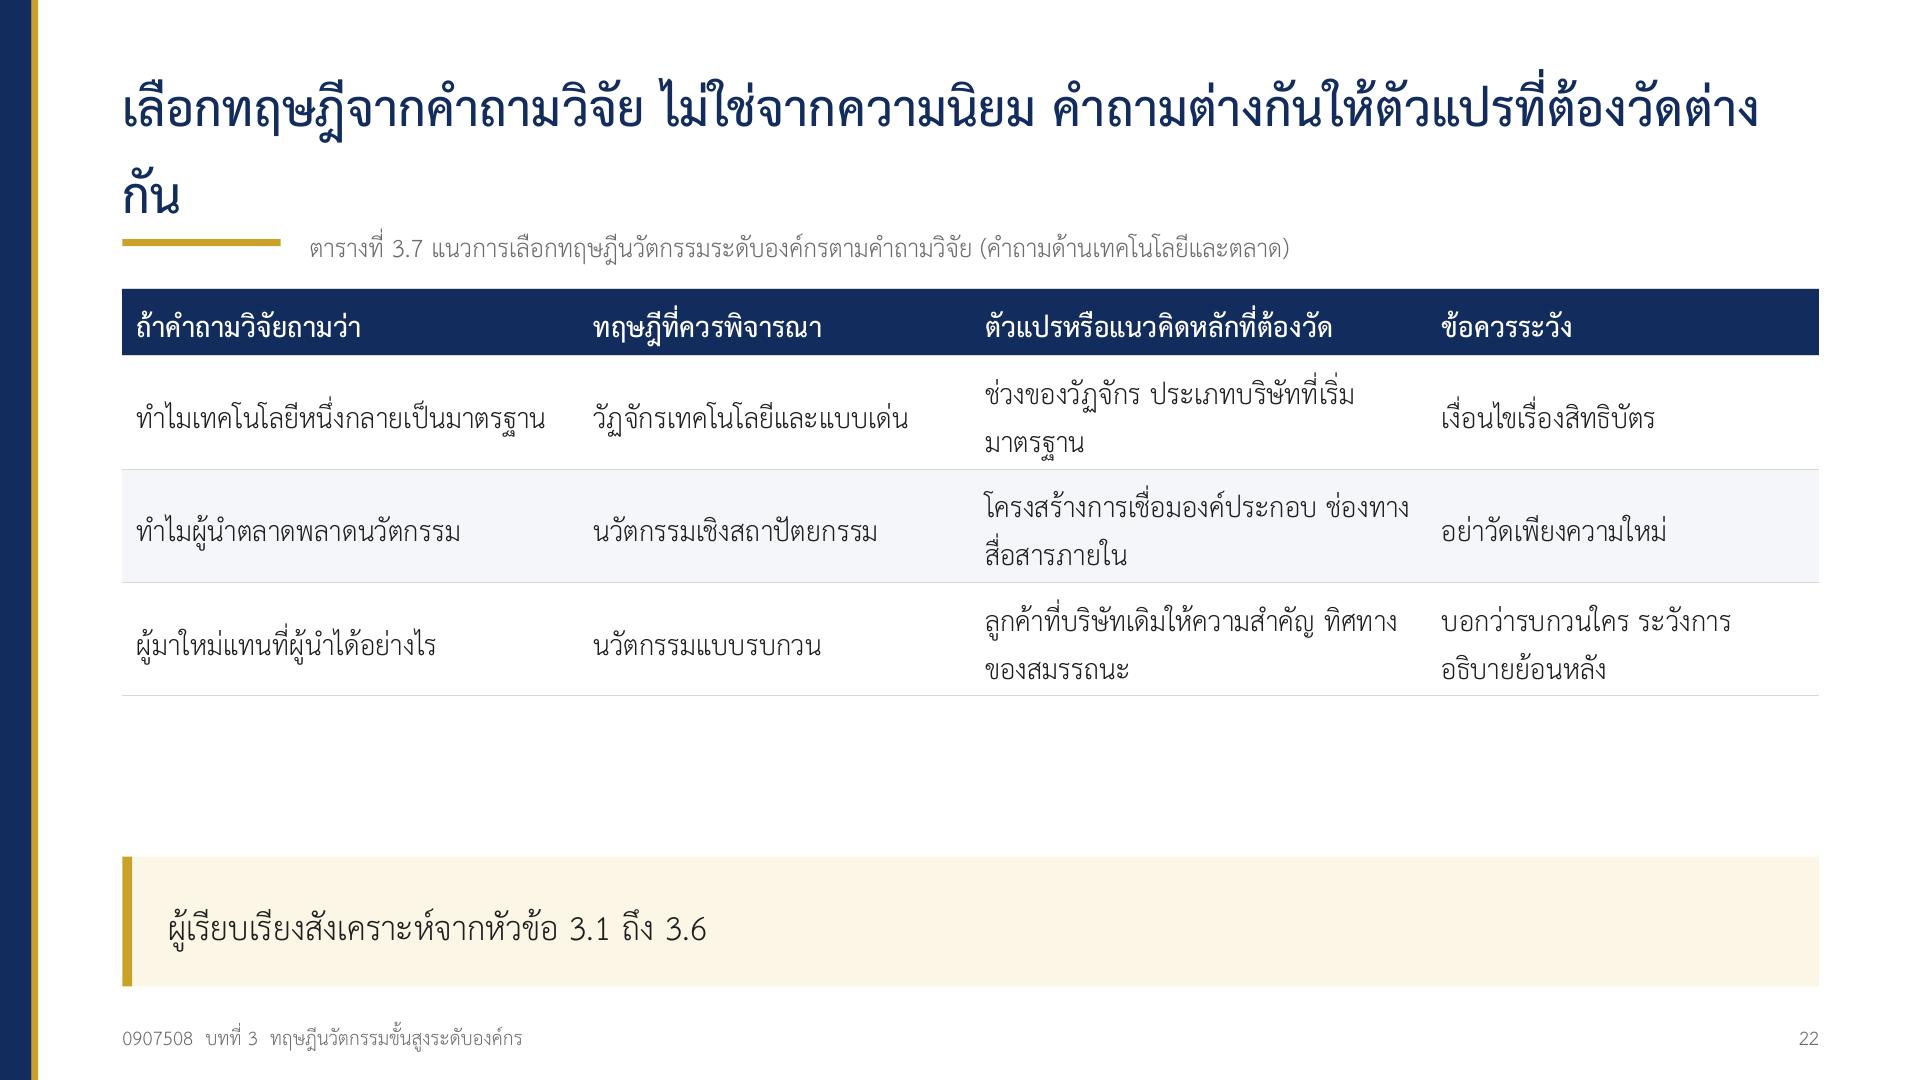 เลือกทฤษฎีจากคำถามวิจัย ไม่ใช่จากความนิยม คำถามต่างกันให้ตัวแปรที่ต้องวัดต่าง
กัน
ตารางที่ 3.7 แนวการเลือกทฤษฎีนวัตกรรมระดับองค์กรตามคำถามวิจัย (คำถามด้านเทคโนโลยีและตลาด)
ถ้าคำถามวิจัยถามว่า ทฤษฎีที่ควรพิจารณา ตัวแปรหรือแนวคิดหลักที่ต้องวัด ข้อควรระวัง
ทำไมเทคโนโลยีหนึ่งกลายเป็นมาตรฐาน วัฏจักรเทคโนโลยีและแบบเด่น ช่วงของวัฏจักร ประเภทบริษัทที่เริ่ม
มาตรฐาน เงื่อนไขเรื่องสิทธิบัตร
ทำไมผู้นำตลาดพลาดนวัตกรรม นวัตกรรมเชิงสถาปัตยกรรม โครงสร้างการเชื่อมองค์ประกอบ ช่องทาง
สื่อสารภายใน อย่าวัดเพียงความใหม่
ผู้มาใหม่แทนที่ผู้นำได้อย่างไร นวัตกรรมแบบรบกวน ลูกค้าที่บริษัทเดิมให้ความสำคัญ ทิศทาง
ของสมรรถนะ บอกว่ารบกวนใคร ระวังการ
อธิบายย้อนหลัง
ผู้เรียบเรียงสังเคราะห์จากหัวข้อ 3.1 ถึง 3.6
0907508 บทที่ 3 ทฤษฎีนวัตกรรมขั้นสูงระดับองค์กร 22